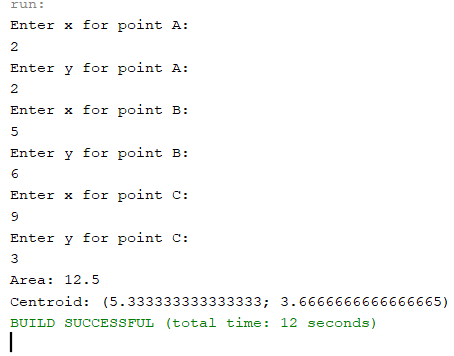 run:
Enter x for point A:
2
Enter y for point A:
2
Enter x for point B:
5
Enter y for point B:
6
Enter x for point C:
9
Enter y for point C:
3
Area: 12.5
Centroid: (5.333333333333333; 3.6666666666666665)
BUILD SUCCESSFUL (total time: 12 seconds)